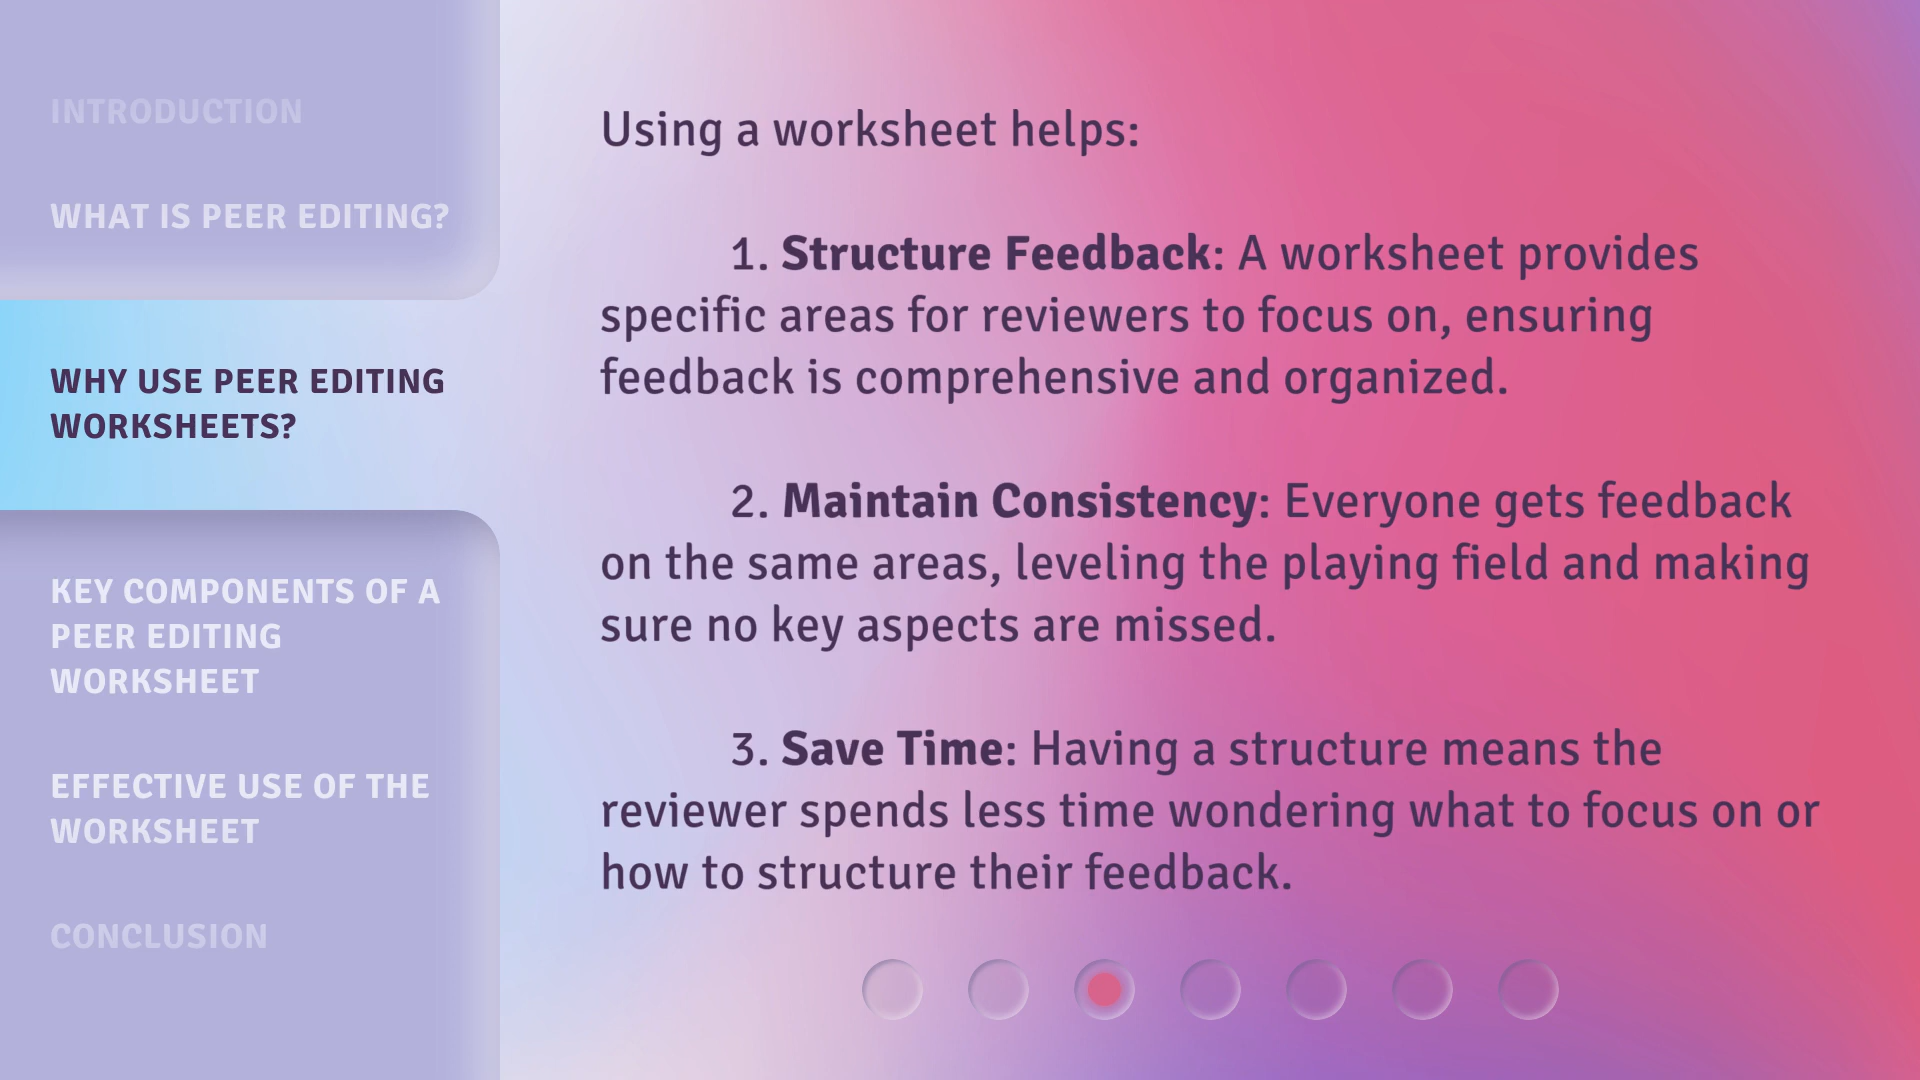 INTRODUCTION
WHAT IS PEER EDITING?
WHY USE PEER EDITING
WORKSHEETS?
KEY COMPONENTS OF A
PEER EDITING
WORKSHEET
EFFECTIVE USE OF THE
WORKSHEET
CONCLUSION
Using a worksheet helps:
1. Structure Feedback: A worksheet provides
specific areas for reviewers to focus on, ensuring
feedback is comprehensive and organized.
2. Maintain Consistency: Everyone gets feedback
on the same areas, leveling the playing field and making
sure no key aspects are missed.
3. Save Time: Having a structure means the
reviewer spends less time wondering what to focus on or
how to structure their feedback.